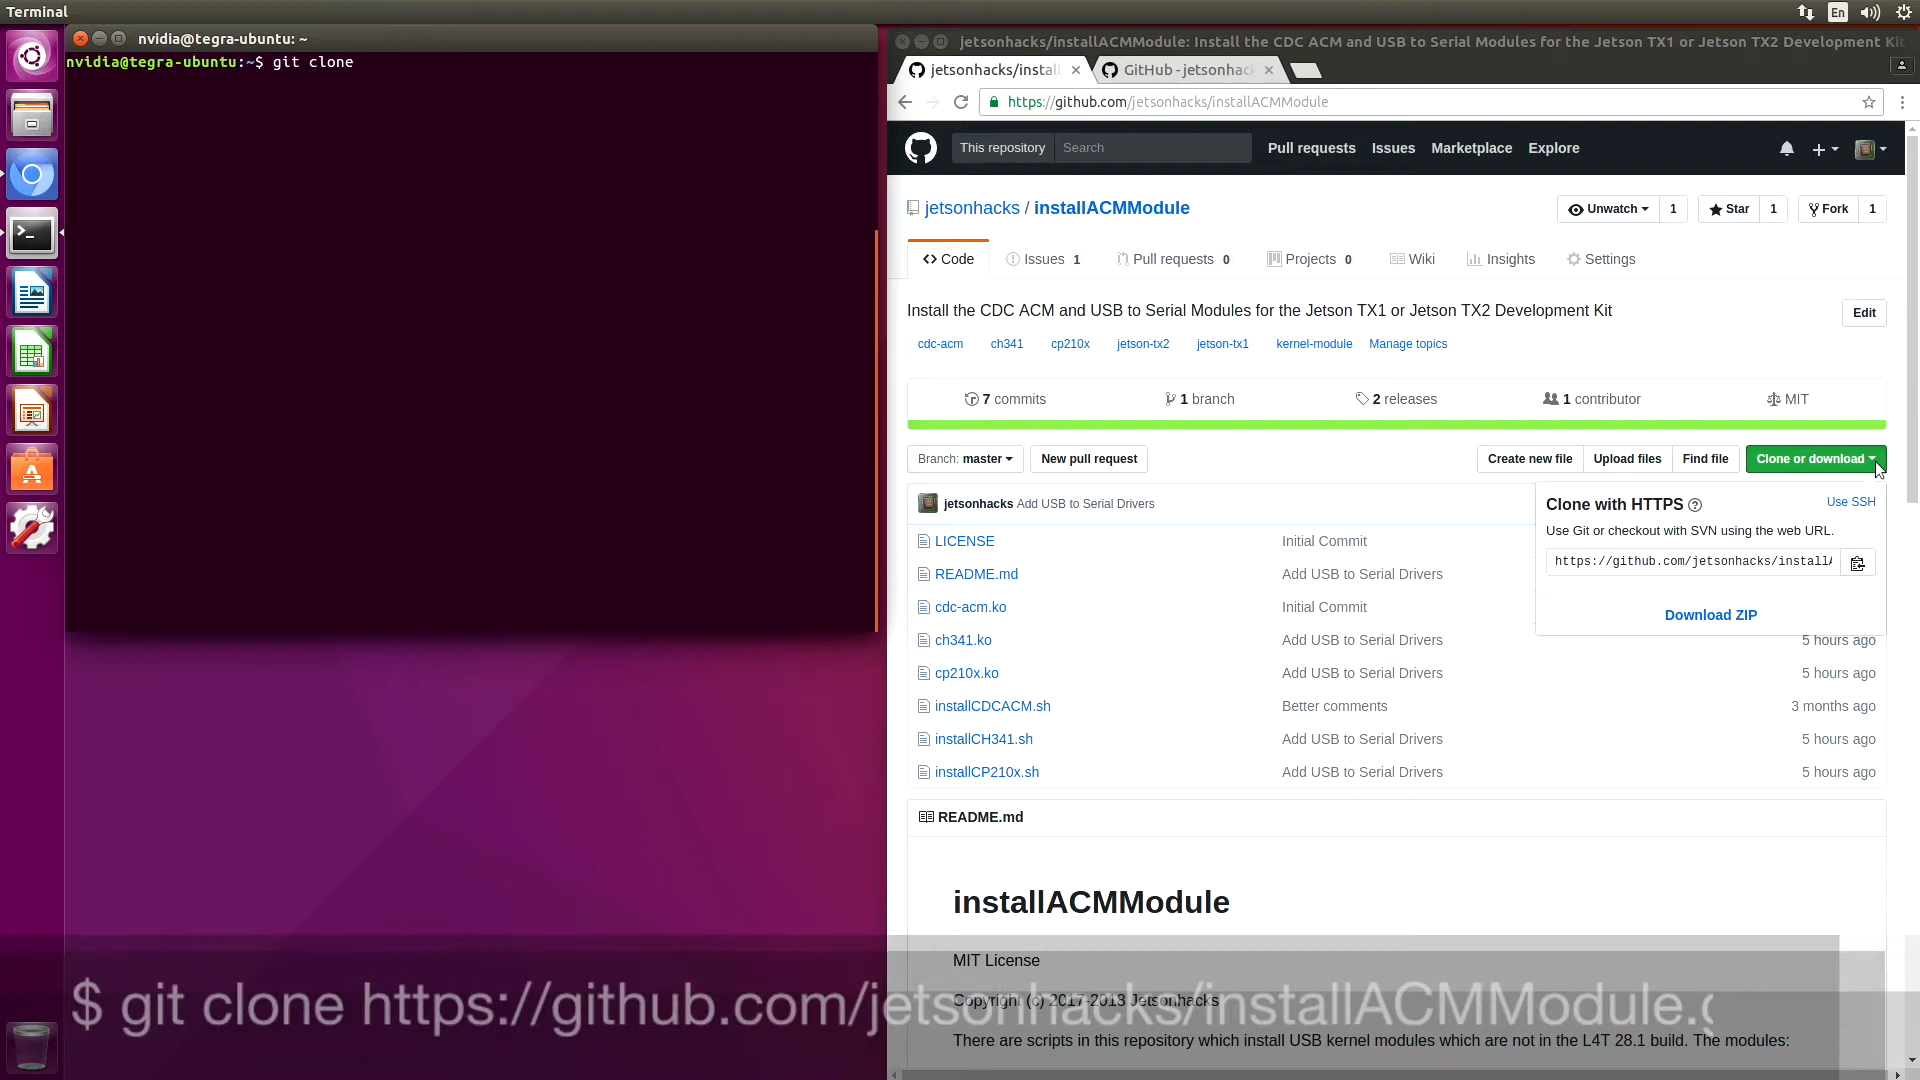 Terminal
En
nvidia@tegra-ubuntu: ~
nvidia@tegra-ubuntu:~$ git clone
jetsonhacks/installACMModule: Install the CDC ACM and USB to Serial Modules for the Jetson TX1 or Jetson TX2 Development Kit
jetsonhacks/install
GitHub - jetsonhack
https://github.com/jetsonhacks/installACMModule
This repository
Search
Pull requests
Issues
Marketplace
Explore
jetsonhacks / installACMModule
Unwatch 1
Star 1
Fork 1
Code
Issues 1
Pull requests 0
Projects 0
Wiki
Insights
Settings
Install the CDC ACM and USB to Serial Modules for the Jetson TX1 or Jetson TX2 Development Kit
Edit
cdc-acm ch341 cp210x jetson-tx2 jetson-tx1 kernel-module Manage topics
7 commits
1 branch
2 releases
1 contributor
MIT
Branch: master
New pull request
Create new file
Upload files
Find file
Clone or download
jetsonhacks Add USB to Serial Drivers
Clone with HTTPS ?
Use SSH
Use Git or checkout with SVN using the web URL.
https://github.com/jetsonhacks/install
Download ZIP
LICENSE Initial Commit
README.md Add USB to Serial Drivers
cdc-acm.ko Initial Commit
ch341.ko Add USB to Serial Drivers 5 hours ago
cp210x.ko Add USB to Serial Drivers 5 hours ago
installCDCACM.sh Better comments 3 months ago
installCH341.sh Add USB to Serial Drivers 5 hours ago
installCP210x.sh Add USB to Serial Drivers 5 hours ago
README.md
installACMModule
MIT License
Copyright (c) 2017-2018 Jetsonhacks
$ git clone https://github.com/jetsonhacks/installACMModule.g
There are scripts in this repository which install USB kernel modules which are not in the L4T 28.1 build. The modules: